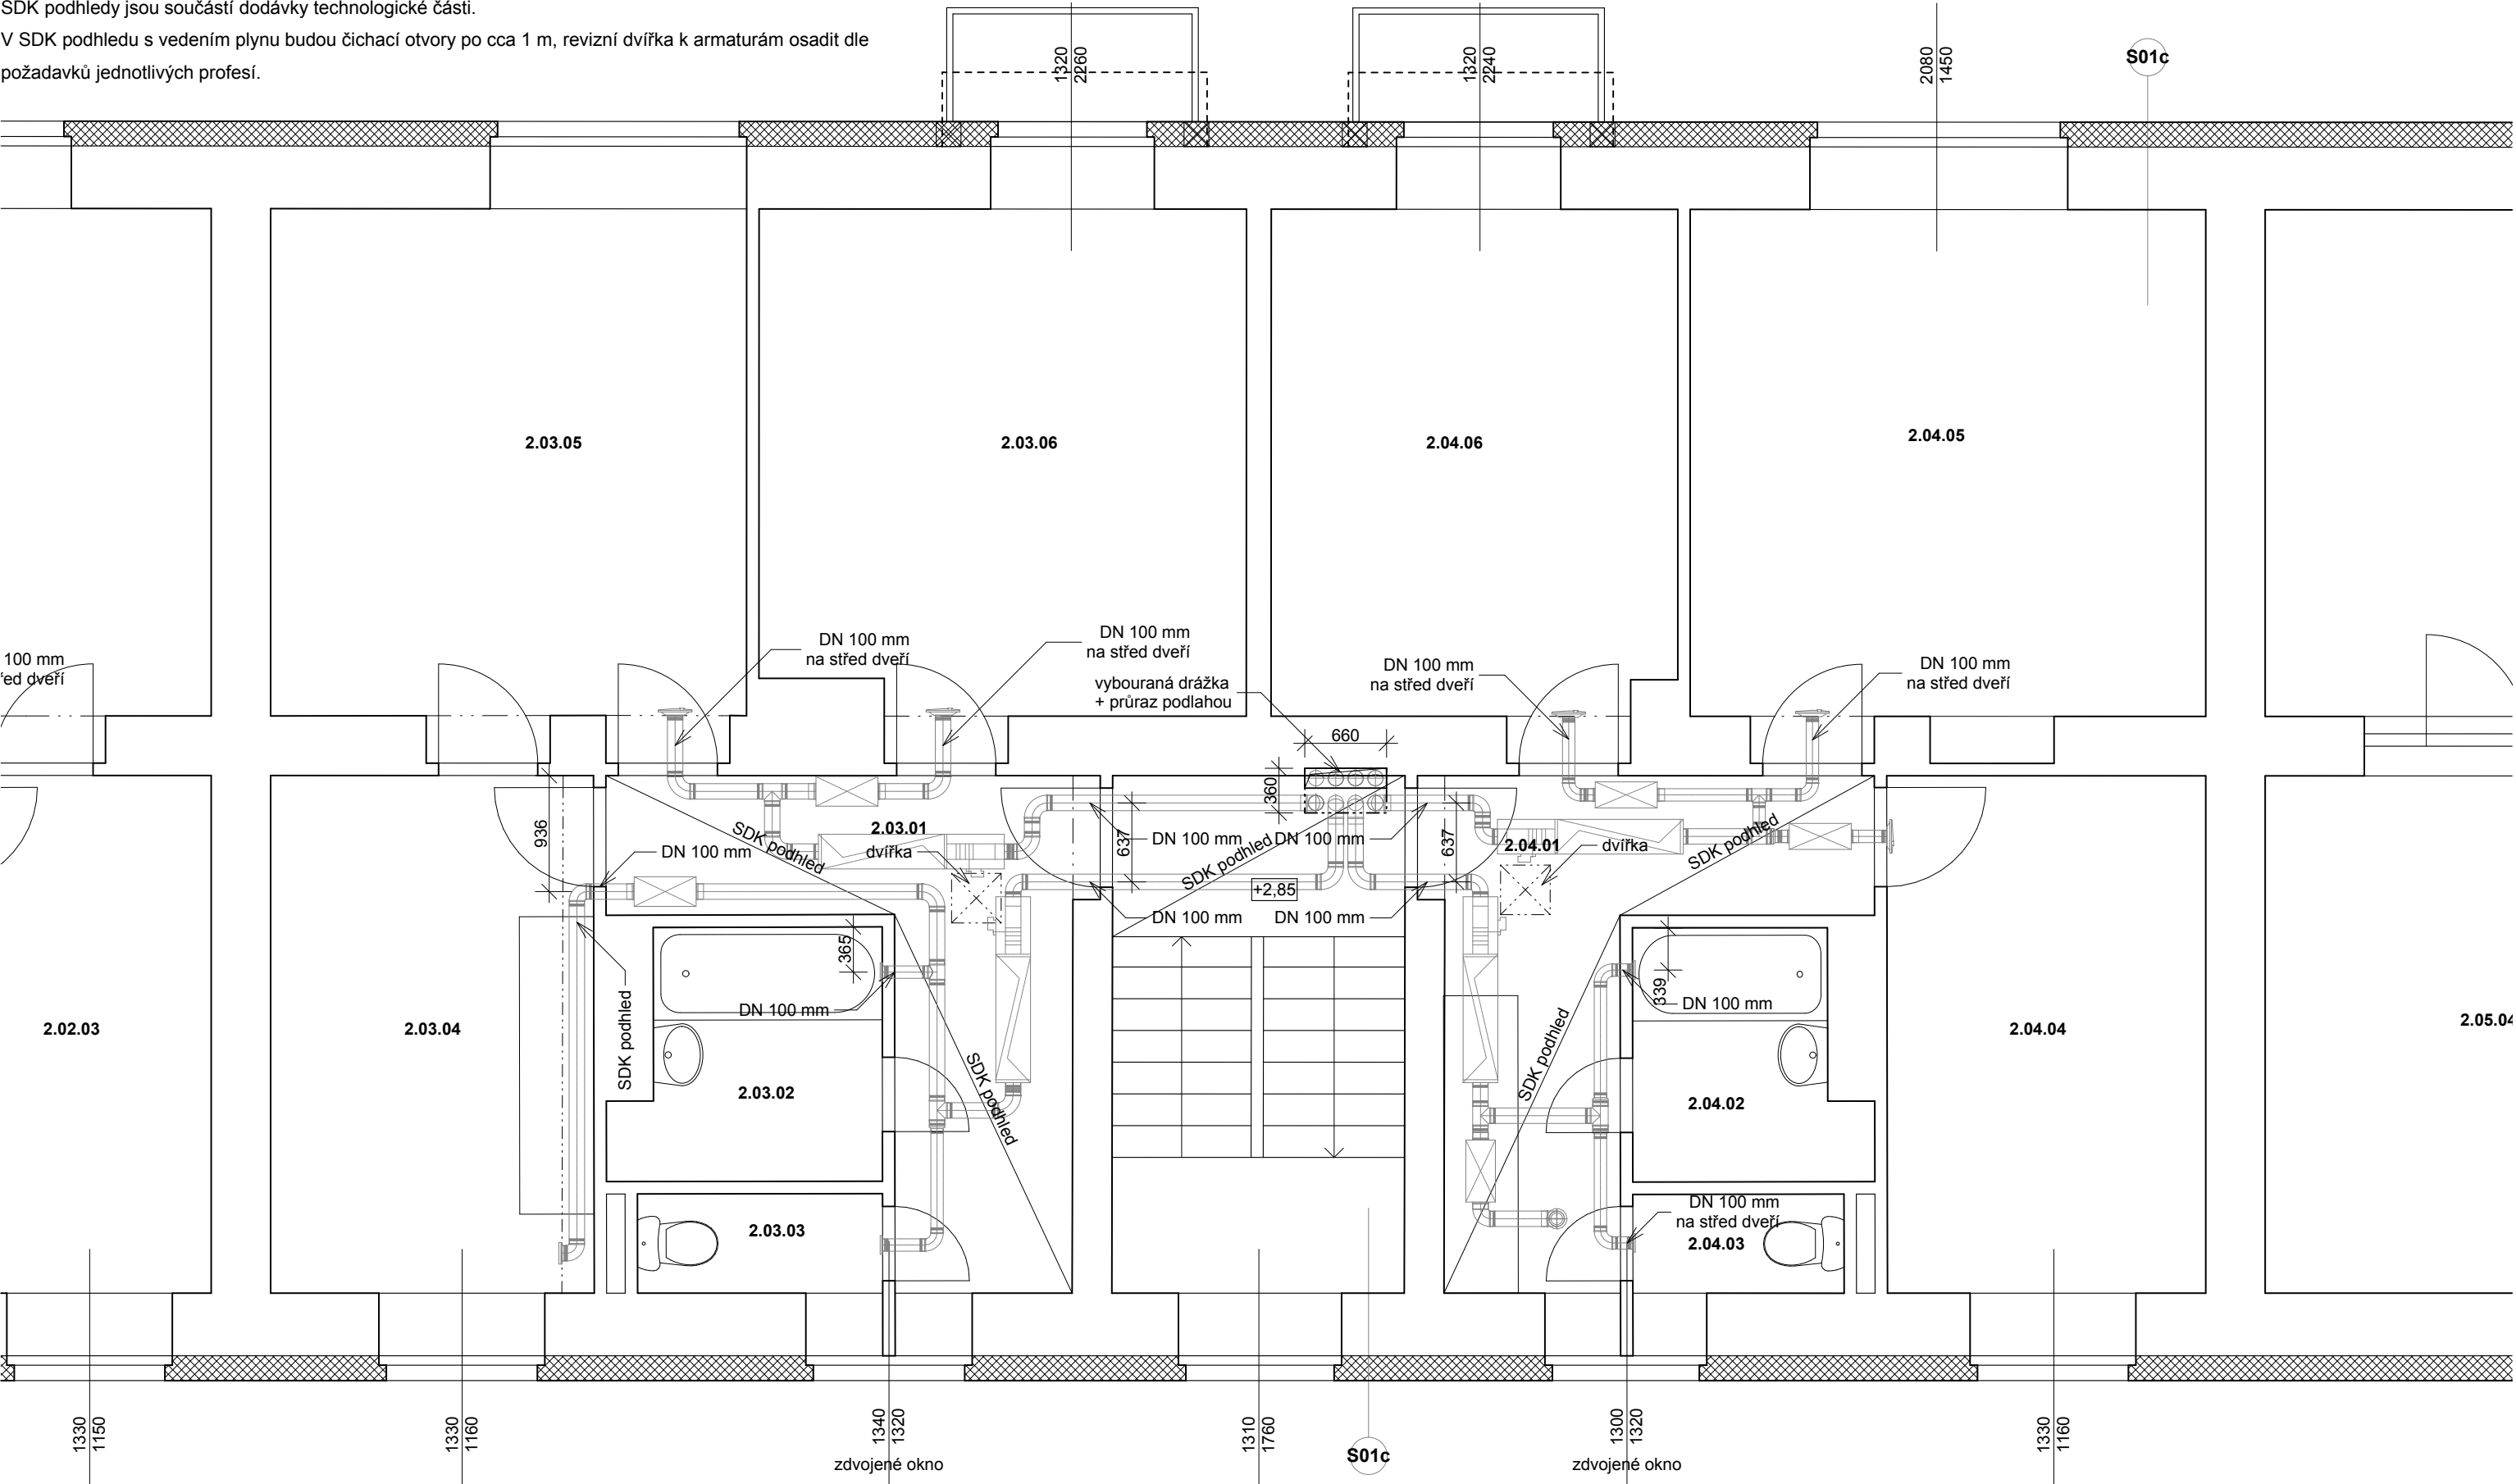 SDK podhledy jsou součástí dodávky technologické části.
V SDK podhledu s vedením plynu budou čichací otvory po cca 1 m, revizní dvířka k armaturám osadit dle
požadavků jednotlivých profesí.
1320
2260
1320
2240
2080
1450
S01c
2.03.05
2.03.06
2.04.06
2.04.05
100 mm
ed dveří
DN 100 mm
na střed dveří
DN 100 mm
na střed dveří
vybouraná drážka
+ průraz podlahou
DN 100 mm
na střed dveří
DN 100 mm
na střed dveří
660
360
936
2.03.01
SDK podhled
dvířka
DN 100 mm
637
DN 100 mm
DN 100 mm
SDK podhled
637
2.04.01
dvířka
SDK podhled
+2,85
DN 100 mm
DN 100 mm
365
DN 100 mm
339
DN 100 mm
2.02.03
2.03.04
SDK podhled
2.03.02
SDK podhled
SDK podhled
2.04.02
2.04.04
2.05.04
2.03.03
DN 100 mm
na střed dveří
2.04.03
1330
1150
1330
1160
1340
1320
zdvojené okno
1310
1760
S01c
1300
1320
zdvojené okno
1330
1160